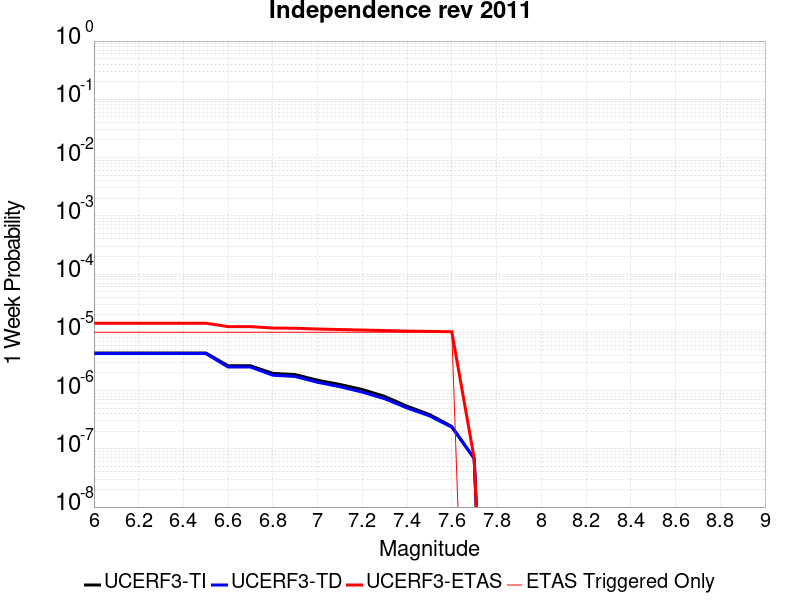 Independence rev 2011
1 Week Probability
10^0
10^-1
10^-2
10^-3
10^-4
10^-5
10^-6
10^-7
10^-8
6 6.2 6.4 6.6 6.8 7 7.2 7.4 7.6 7.8 8 8.2 8.4 8.6 8.8 9
Magnitude
UCERF3-TI UCERF3-TD UCERF3-ETAS ETAS Triggered Only